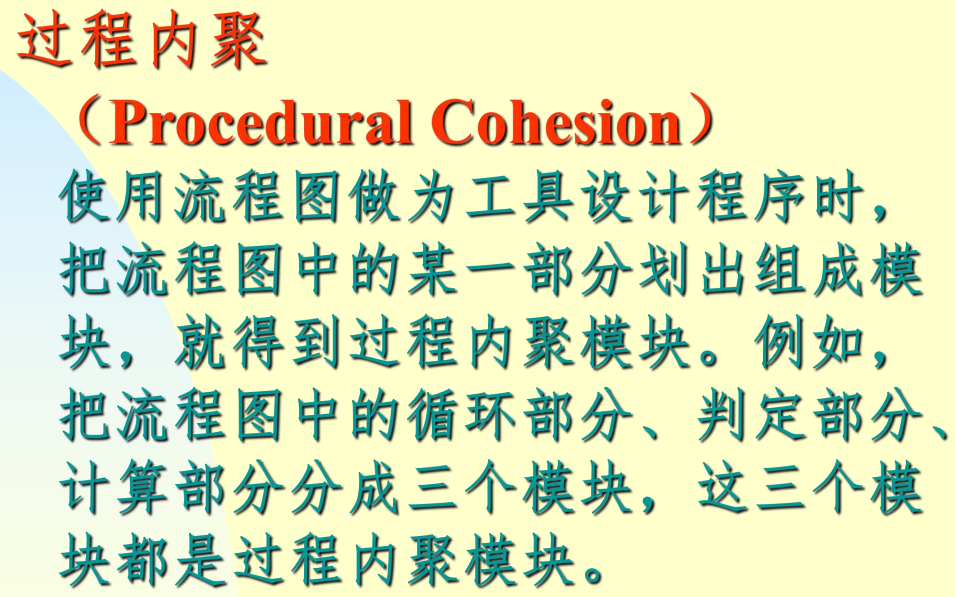 过程内聚
（Procedural Cohesion）
使用流程图做为工具设计程序时，
把流程图中的某一部分划出组成模
块，就得到过程内聚模块。例如，
把流程图中的循环部分、判定部分、
计算部分分成三个模块，这三个模
块都是过程内聚模块。